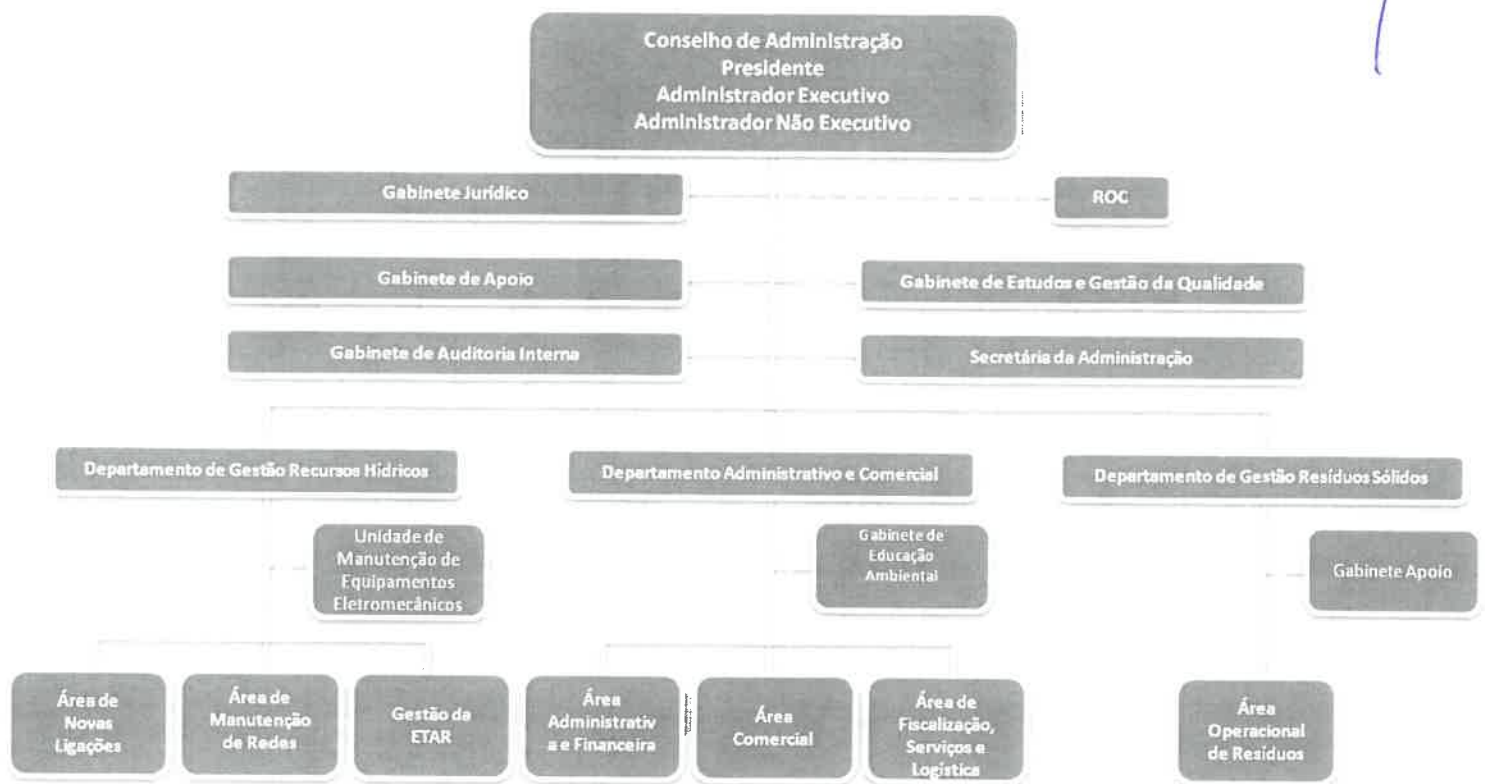 Conselho de Administração
Presidente
Administrador Executivo
Administrador Não Executivo
Gabinete Jurídico
ROC
Gabinete de Apoio
Gabinete de Estudos e Gestão da Qualidade
Gabinete de Auditoria Interna
Secretária da Administração
Departamento de Gestão Recursos Hídricos
Departamento Administrativo e Comercial
Departamento de Gestão Resíduos Sólidos
Unidade de
Manutenção de
Equipamentos
Eletromecânicos
Gabinete de
Educação
Ambiental
Gabinete Apoio
Área de
Novas
Ligações
Área de
Manutenção
de Redes
Gestão da
ETAR
Área
Administrativ
a e Financeira
Área
Comercial
Área de
Fiscalização,
Serviços e
Logística
Área
Operacional
de Resíduos